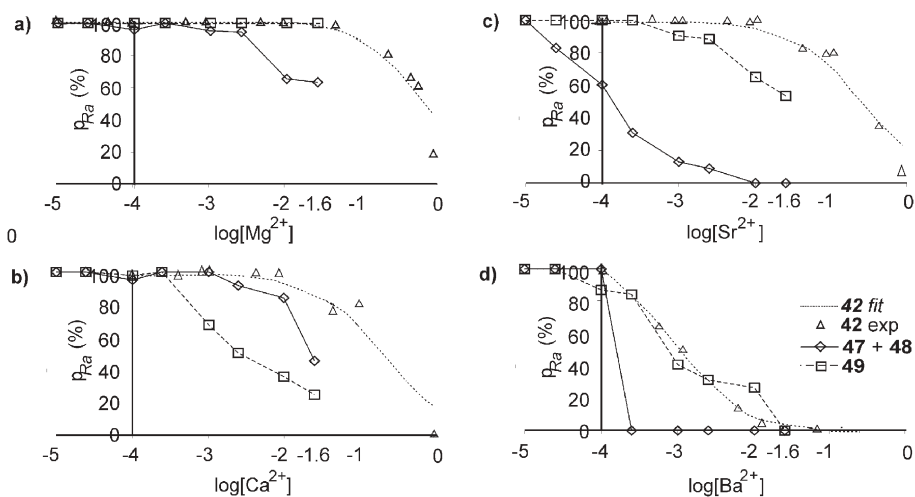 a)
100
80
60
40
20
0
pRa (%)
-5 -4 -3 -2 -1.6 -1 0
log[Mg2+]
c)
100
80
60
40
20
0
pRa (%)
-5 -4 -3 -2 -1.6 -1 0
log[Sr2+]
0
b)
100
80
60
40
20
0
pRa (%)
-5 -4 -3 -2 -1.6 -1 0
log[Ca2+]
d)
100
80
60
40
20
0
pRa (%)
-5 -4 -3 -2 -1.6 -1 0
log[Ba2+]
42 fit
42 exp
47 + 48
49